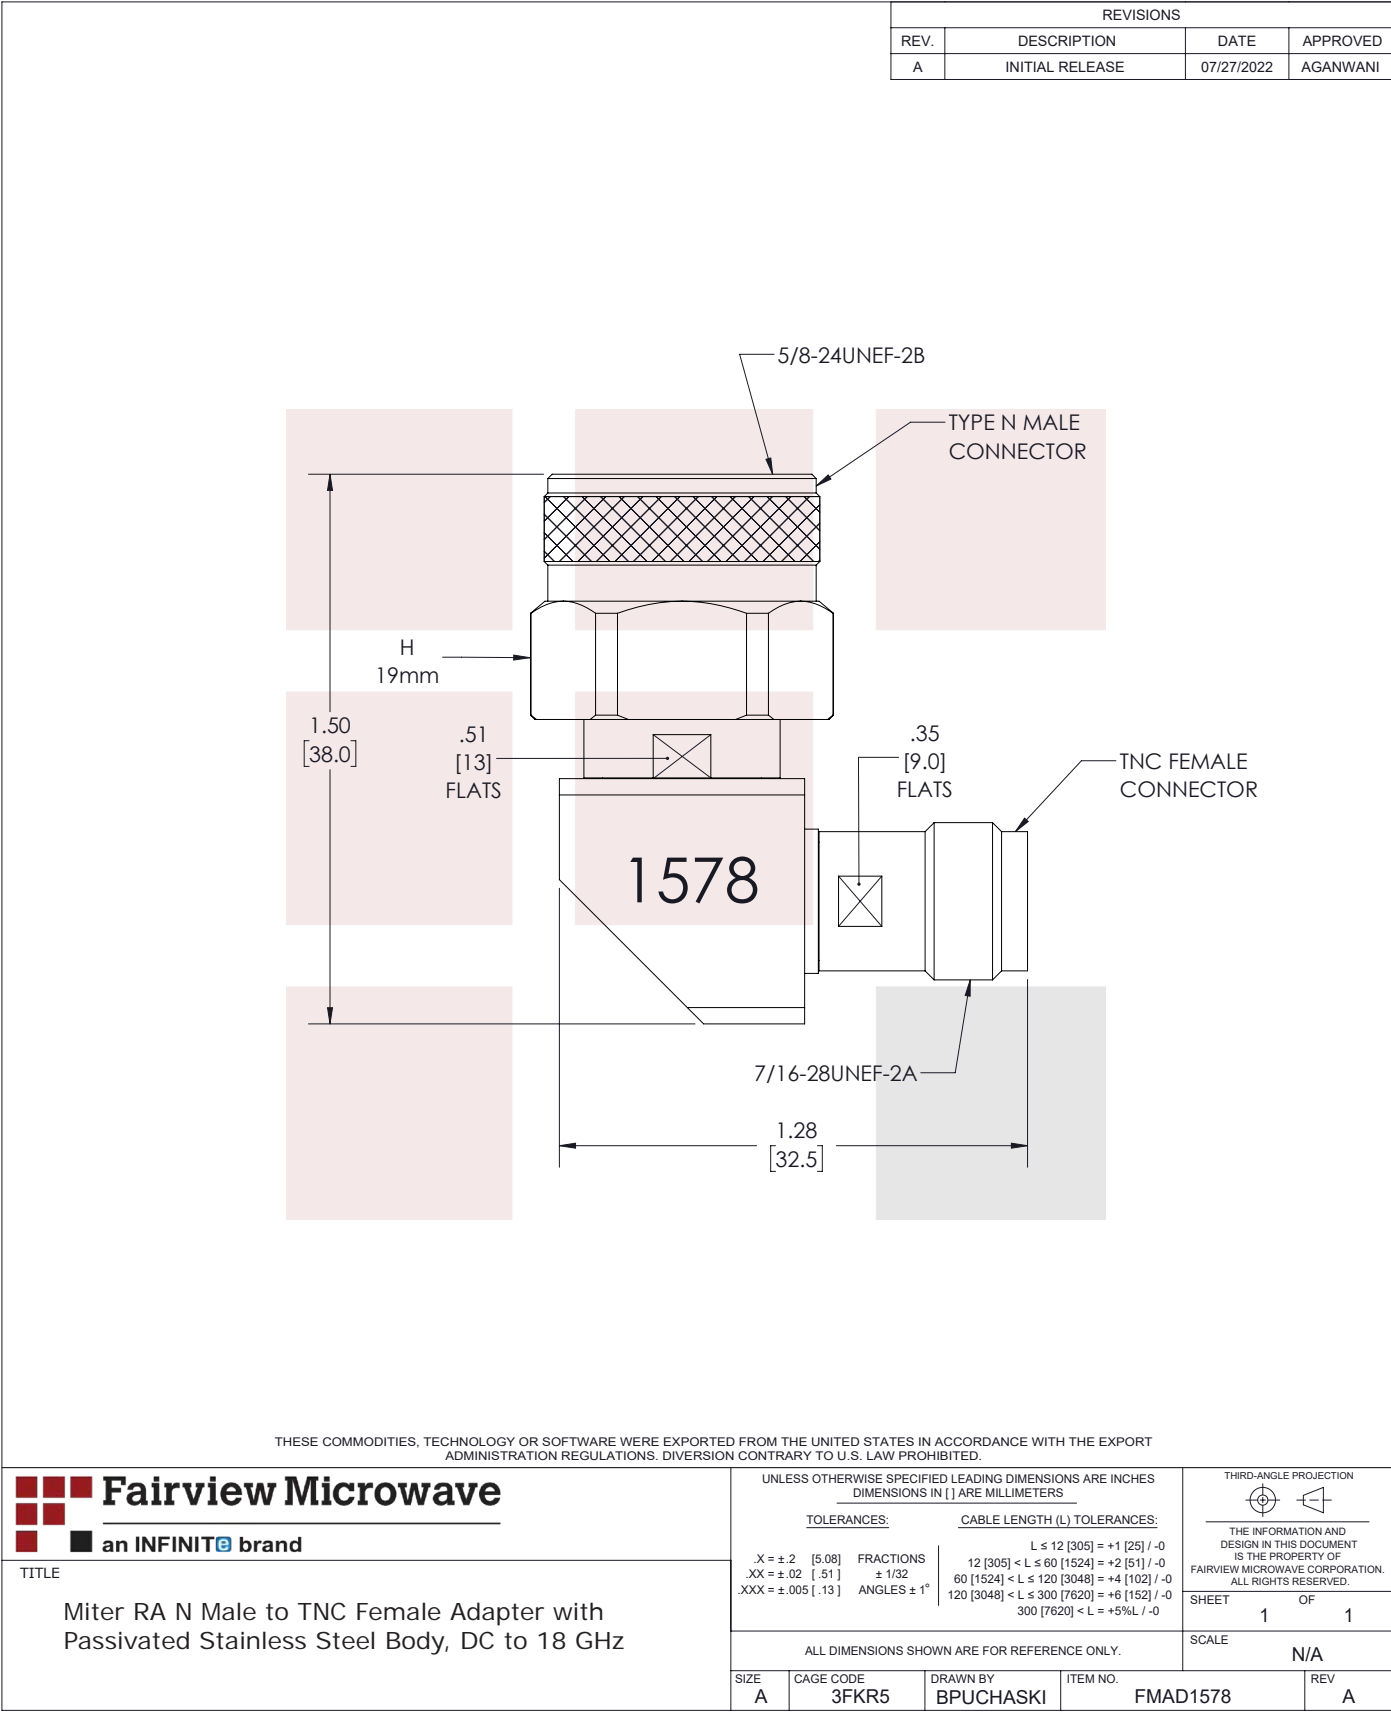 REVISIONS
REV. DESCRIPTION DATE APPROVED
A INITIAL RELEASE 07/27/2022 AGANWANI
5/8-24UNEF-2B
TYPE N MALE
CONNECTOR
H
19mm
1.50
[38.0]
.51
[13]
FLATS
.35
[9.0]
FLATS
TNC FEMALE
CONNECTOR
1578
7/16-28UNEF-2A
1.28
[32.5]
THESE COMMODITIES, TECHNOLOGY OR SOFTWARE WERE EXPORTED FROM THE UNITED STATES IN ACCORDANCE WITH THE EXPORT
ADMINISTRATION REGULATIONS. DIVERSION CONTRARY TO U.S. LAW PROHIBITED.
Fairview Microwave
an INFINITe brand
TITLE
Miter RA N Male to TNC Female Adapter with
Passivated Stainless Steel Body, DC to 18 GHz
UNLESS OTHERWISE SPECIFIED LEADING DIMENSIONS ARE INCHES
DIMENSIONS IN [ ] ARE MILLIMETERS
TOLERANCES:
.X = ±.2 [5.08] FRACTIONS
.XX = ±.02 [ .51 ] ± 1/32
.XXX = ±.005 [ .13 ] ANGLES ± 1°
CABLE LENGTH (L) TOLERANCES:
L ≤ 12 [305] = +1 [25] / -0
12 [305] < L ≤ 60 [1524] = +2 [51] / -0
60 [1524] < L ≤ 120 [3048] = +4 [102] / -0
120 [3048] < L ≤ 300 [7620] = +6 [152] / -0
300 [7620] < L = +5%L / -0
ALL DIMENSIONS SHOWN ARE FOR REFERENCE ONLY.
THIRD-ANGLE PROJECTION
THE INFORMATION AND
DESIGN IN THIS DOCUMENT
IS THE PROPERTY OF
FAIRVIEW MICROWAVE CORPORATION.
ALL RIGHTS RESERVED.
SHEET 1 OF 1
SCALE
N/A
SIZE CAGE CODE DRAWN BY ITEM NO. REV
A 3FKR5 BPUCHASKI FMAD1578 A